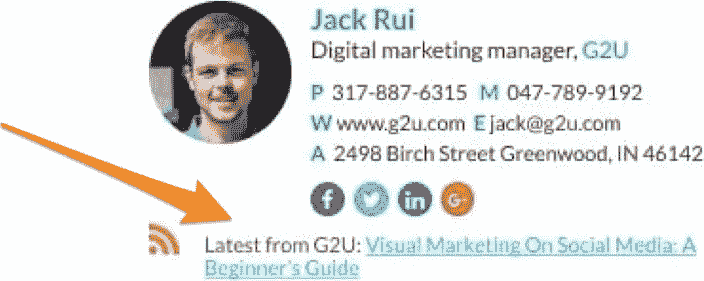 Jack Rui
Digital marketing manager, G2U
P 317-887-6315 M 047-789-9192
W www.g2u.com E jack@g2u.com
A 2498 Birch Street Greenwood, IN 46142
f in G+
Latest from G2U: Visual Marketing On Social Media: A
Beginner's Guide